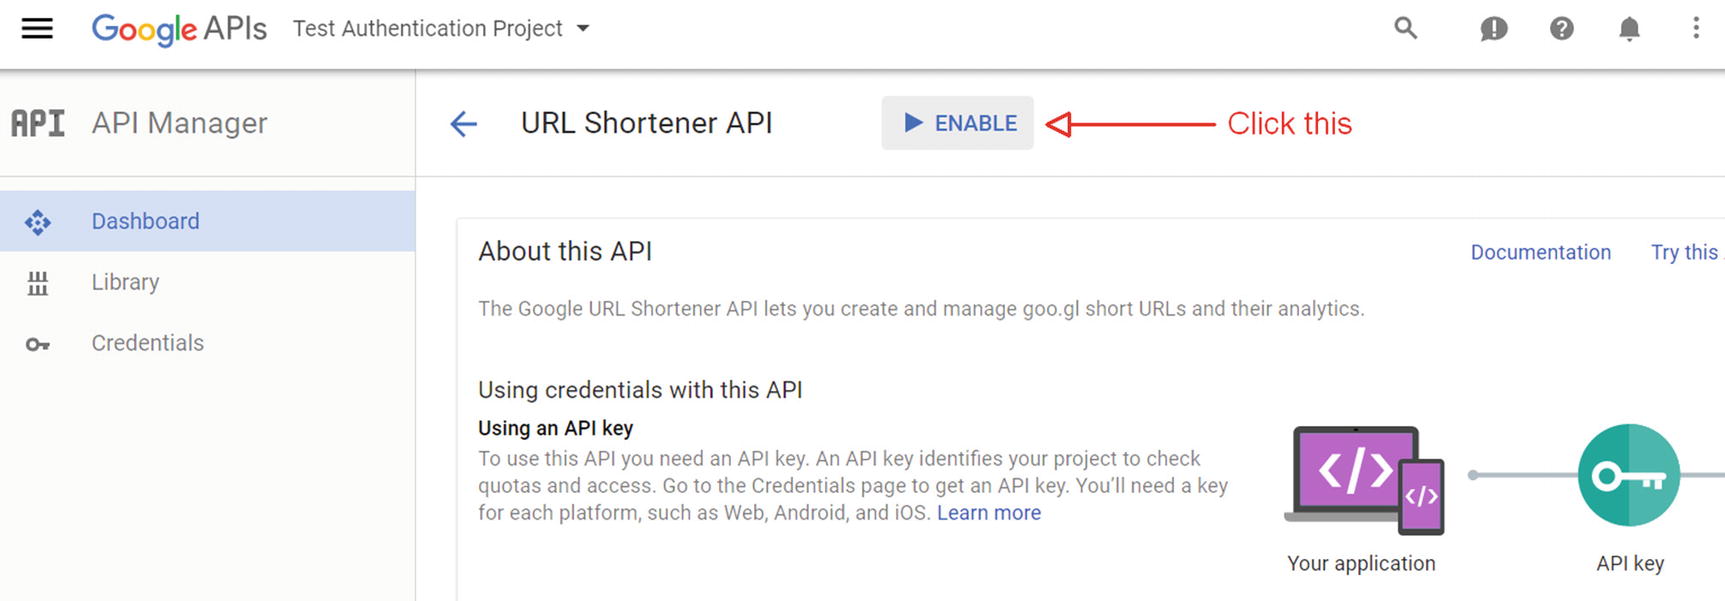 Google APIs Test Authentication Project
API API Manager
URL Shortener API ENABLE Click this
Dashboard
Library
Credentials
About this API
Documentation Try this
The Google URL Shortener API lets you create and manage goo.gl short URLs and their analytics.
Using credentials with this API
Using an API key
To use this API you need an API key. An API key identifies your project to check
quotas and access. Go to the Credentials page to get an API key. You’ll need a key
for each platform, such as Web, Android, and iOS. Learn more
</> </>
Your application
API key